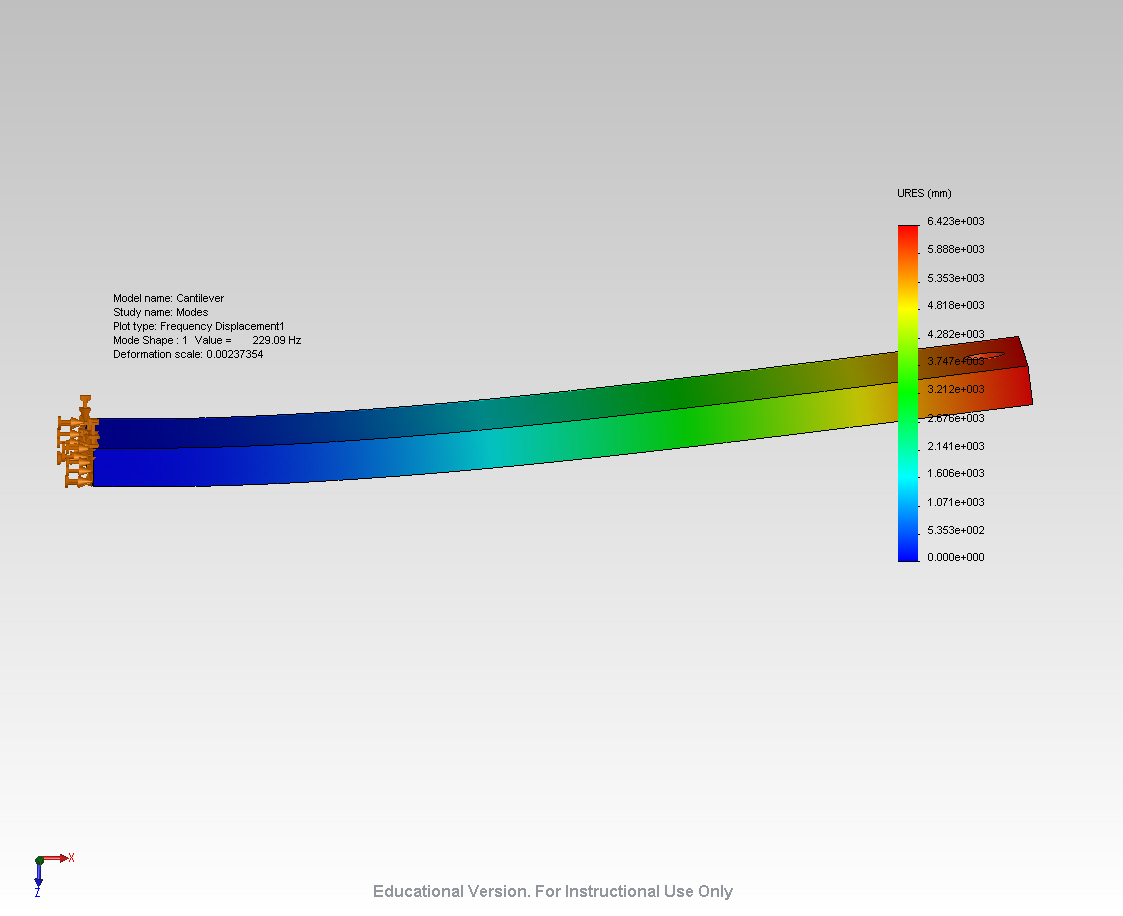 URES (mm)
6.423e+003
5.888e+003
5.353e+003
4.818e+003
4.282e+003
3.747e+003
3.212e+003
2.676e+003
2.141e+003
1.606e+003
1.071e+003
5.353e+002
0.000e+000
Model name: Cantilever
Study name: Modes
Plot type: Frequency Displacement1
Mode Shape : 1 Value = 229.09 Hz
Deformation scale: 0.00237354
X
Z
Educational Version. For Instructional Use Only